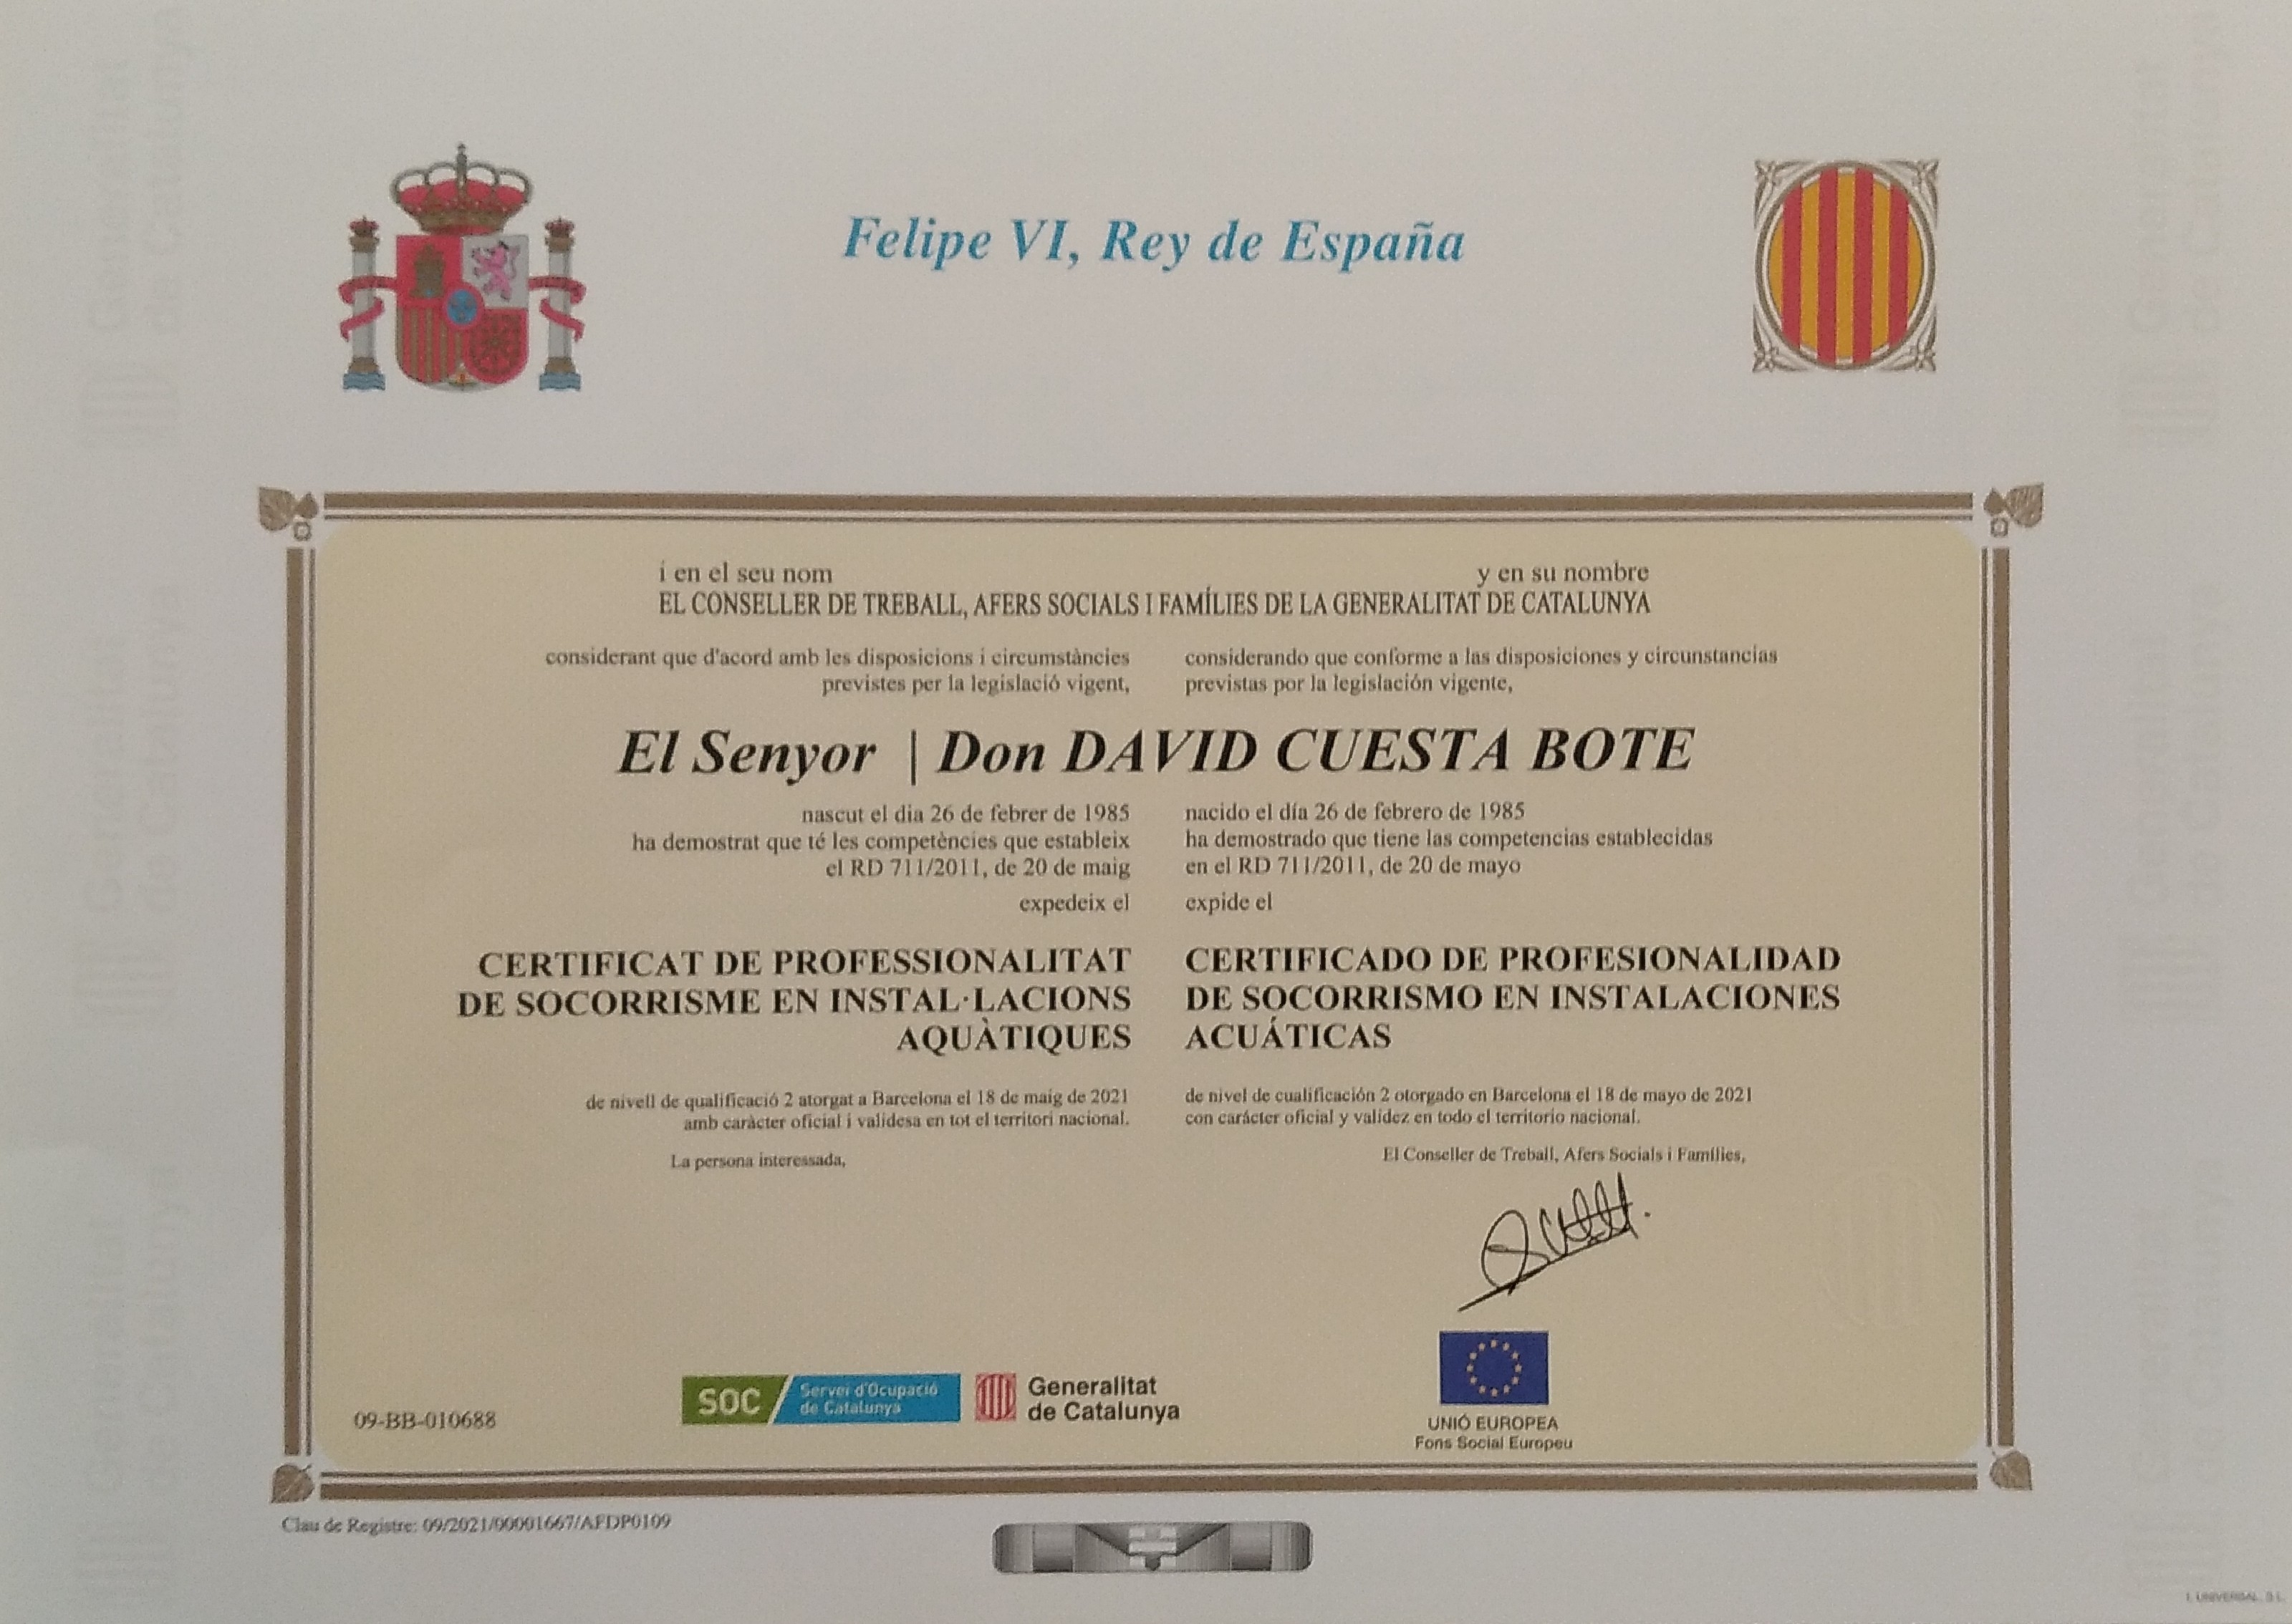 Felipe VI, Rey de España
i en el seu nom
y en su nombre
EL CONSELLER DE TREBALL, AFERS SOCIALS I FAMÍLIES DE LA GENERALITAT DE CATALUNYA
considerant que d'acord amb les disposicions i circumstàncies
previstes per la legislació vigent,
considerando que conforme a las disposiciones y circunstancias
previstas por la legislación vigente,
El Senyor | Don DAVID CUESTA BOTE
nascut el dia 26 de febrer de 1985
ha demostrat que té les competències que estableix
el RD 711/2011, de 20 de maig
expedeix el
nacido el día 26 de febrero de 1985
ha demostrado que tiene las competencias establecidas
en el RD 711/2011, de 20 de mayo
expide el
CERTIFICAT DE PROFESSIONALITAT
DE SOCORRISME EN INSTAL·LACIONS
AQUÀTIQUES
CERTIFICADO DE PROFESIONALIDAD
DE SOCORRISMO EN INSTALACIONES
ACUÁTICAS
de nivell de qualificació 2 atorgat a Barcelona el 18 de maig de 2021
amb caràcter oficial i validesa en tot el territori nacional.
de nivel de cualificación 2 otorgado en Barcelona el 18 de mayo de 2021
con carácter oficial y validez en todo el territorio nacional.
La persona interessada,
El Conseller de Treball, Afers Socials i Famílies,
09-BB-010688
SOC
Servei d'Ocupació
de Catalunya
Generalitat
de Catalunya
UNIÓ EUROPEA
Fons Social Europeu
Clau de Registre: 09/2021/00001667/AFDP0109
Generalitat
de Catalunya